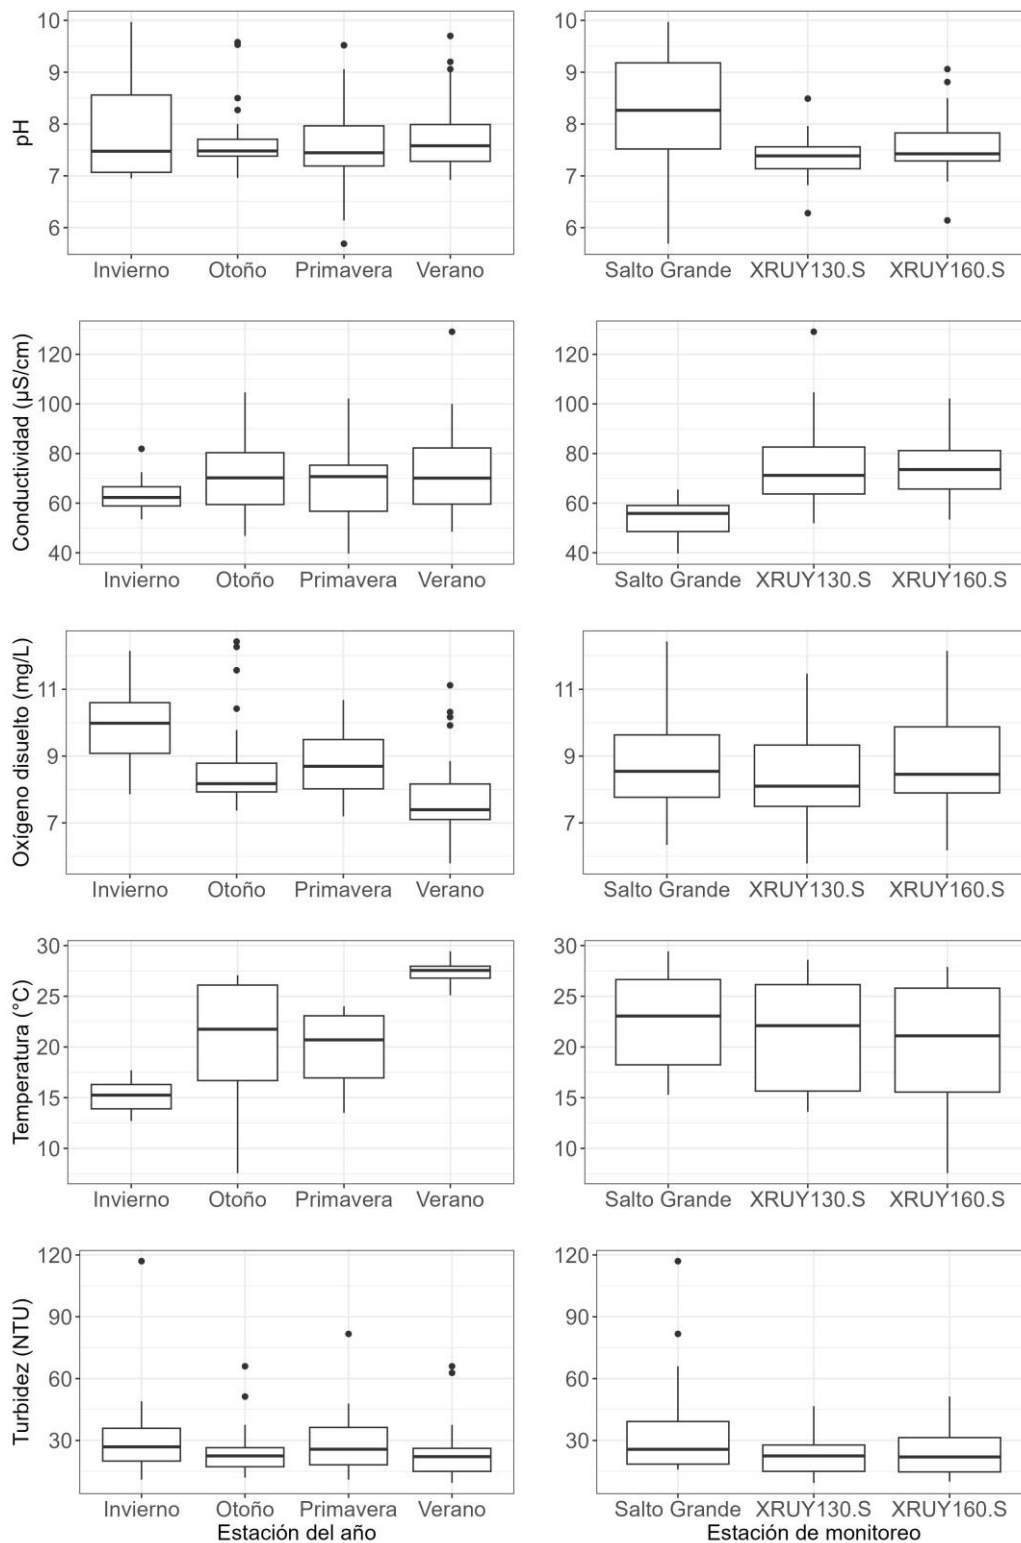 pH
10
9
8
7
6
Invierno Otoño Primavera Verano
10
9
8
7
6
Salto Grande XRUY130.S XRUY160.S
Conductividad (µS/cm)
120
100
80
60
40
Invierno Otoño Primavera Verano
120
100
80
60
40
Salto Grande XRUY130.S XRUY160.S
Oxígeno disuelto (mg/L)
11
9
7
Invierno Otoño Primavera Verano
11
9
7
Salto Grande XRUY130.S XRUY160.S
Temperatura (°C)
30
25
20
15
10
Invierno Otoño Primavera Verano
30
25
20
15
10
Salto Grande XRUY130.S XRUY160.S
Turbidez (NTU)
120
90
60
30
Invierno Otoño Primavera Verano
Estación del año
120
90
60
30
Salto Grande XRUY130.S XRUY160.S
Estación de monitoreo